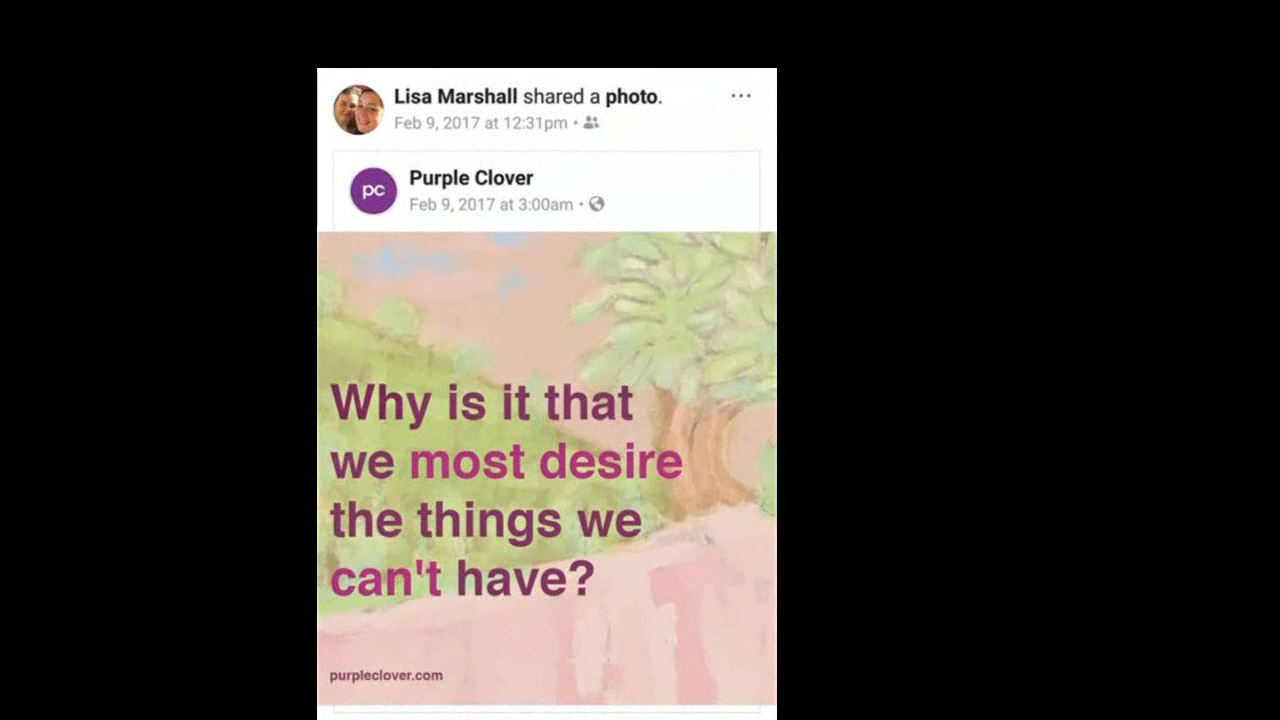 Lisa Marshall shared a photo.
Feb 9, 2017 at 12:31pm •
pc
Purple Clover
Feb 9, 2017 at 3:00am •
Why is it that
we most desire
the things we
can't have?
purpleclover.com